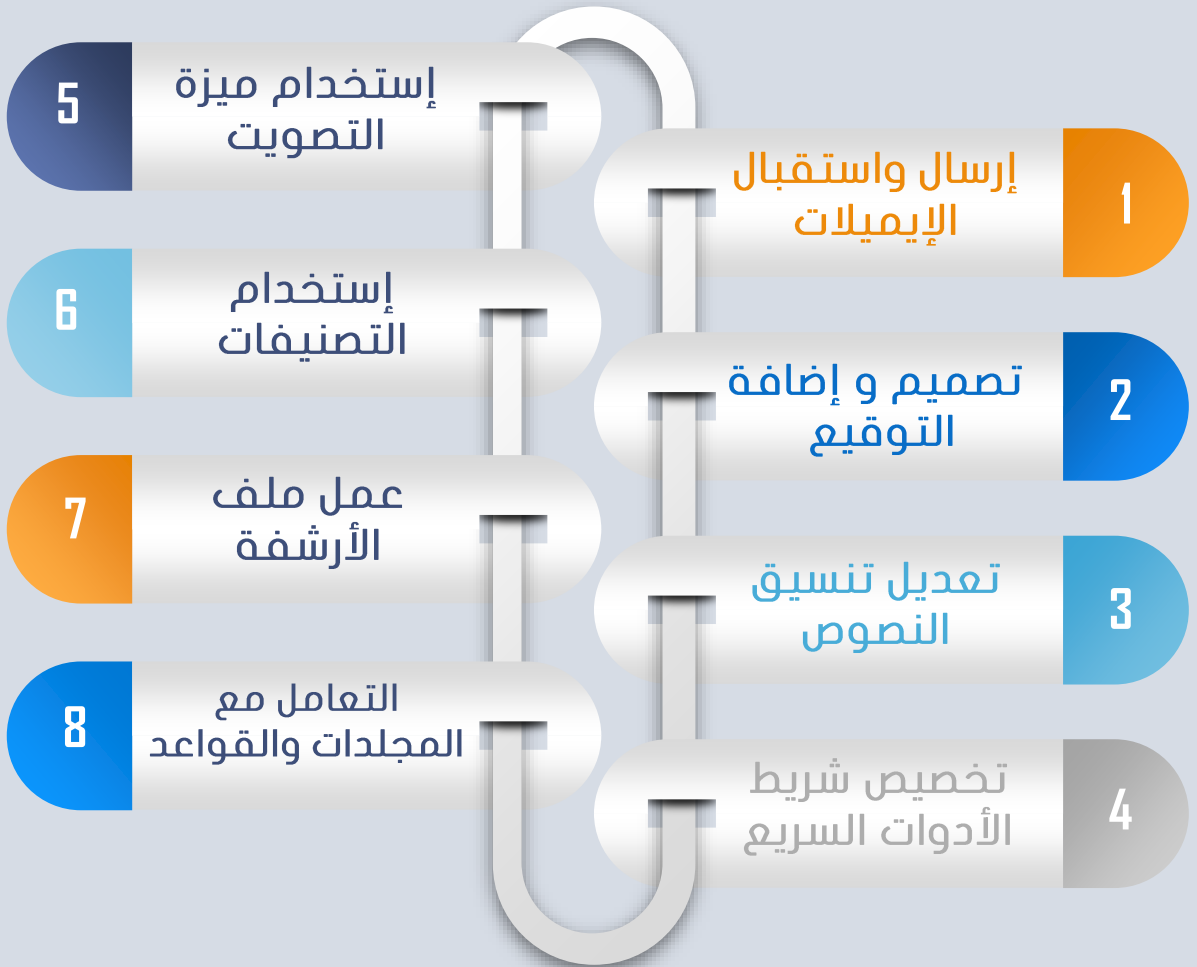 1
إرسال واستقبال
الإيميلات
2
تصميم و إضافة
التوقيع
3
تعديل تنسيق
النصوص
4
تخصيص شريط
الأدوات السريع
5
إستخدام ميزة
التصويت
6
إستخدام
التصنيفات
7
عمل ملف
الأرشفة
8
التعامل مع
المجلدات والقواعد